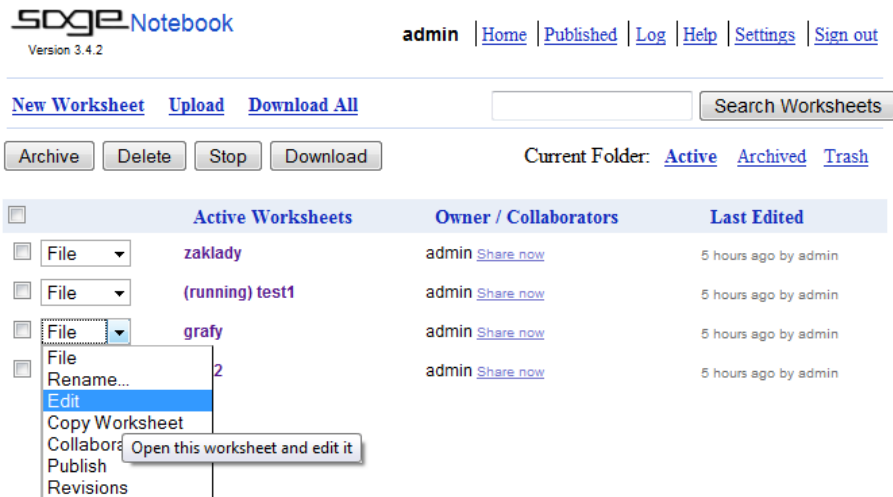 SAGE Notebook
Version 3.4.2
admin | Home | Published | Log | Help | Settings | Sign out
New Worksheet Upload Download All Search Worksheets
Archive Delete Stop Download Current Folder: Active Archived Trash
Active Worksheets Owner / Collaborators Last Edited
File zaklady admin Share now 5 hours ago by admin
File (running) test1 admin Share now 5 hours ago by admin
File grafy admin Share now 5 hours ago by admin
File
2 admin Share now 5 hours ago by admin
Rename...
Edit
Copy Worksheet
Open this worksheet and edit it
Publish
Revisions